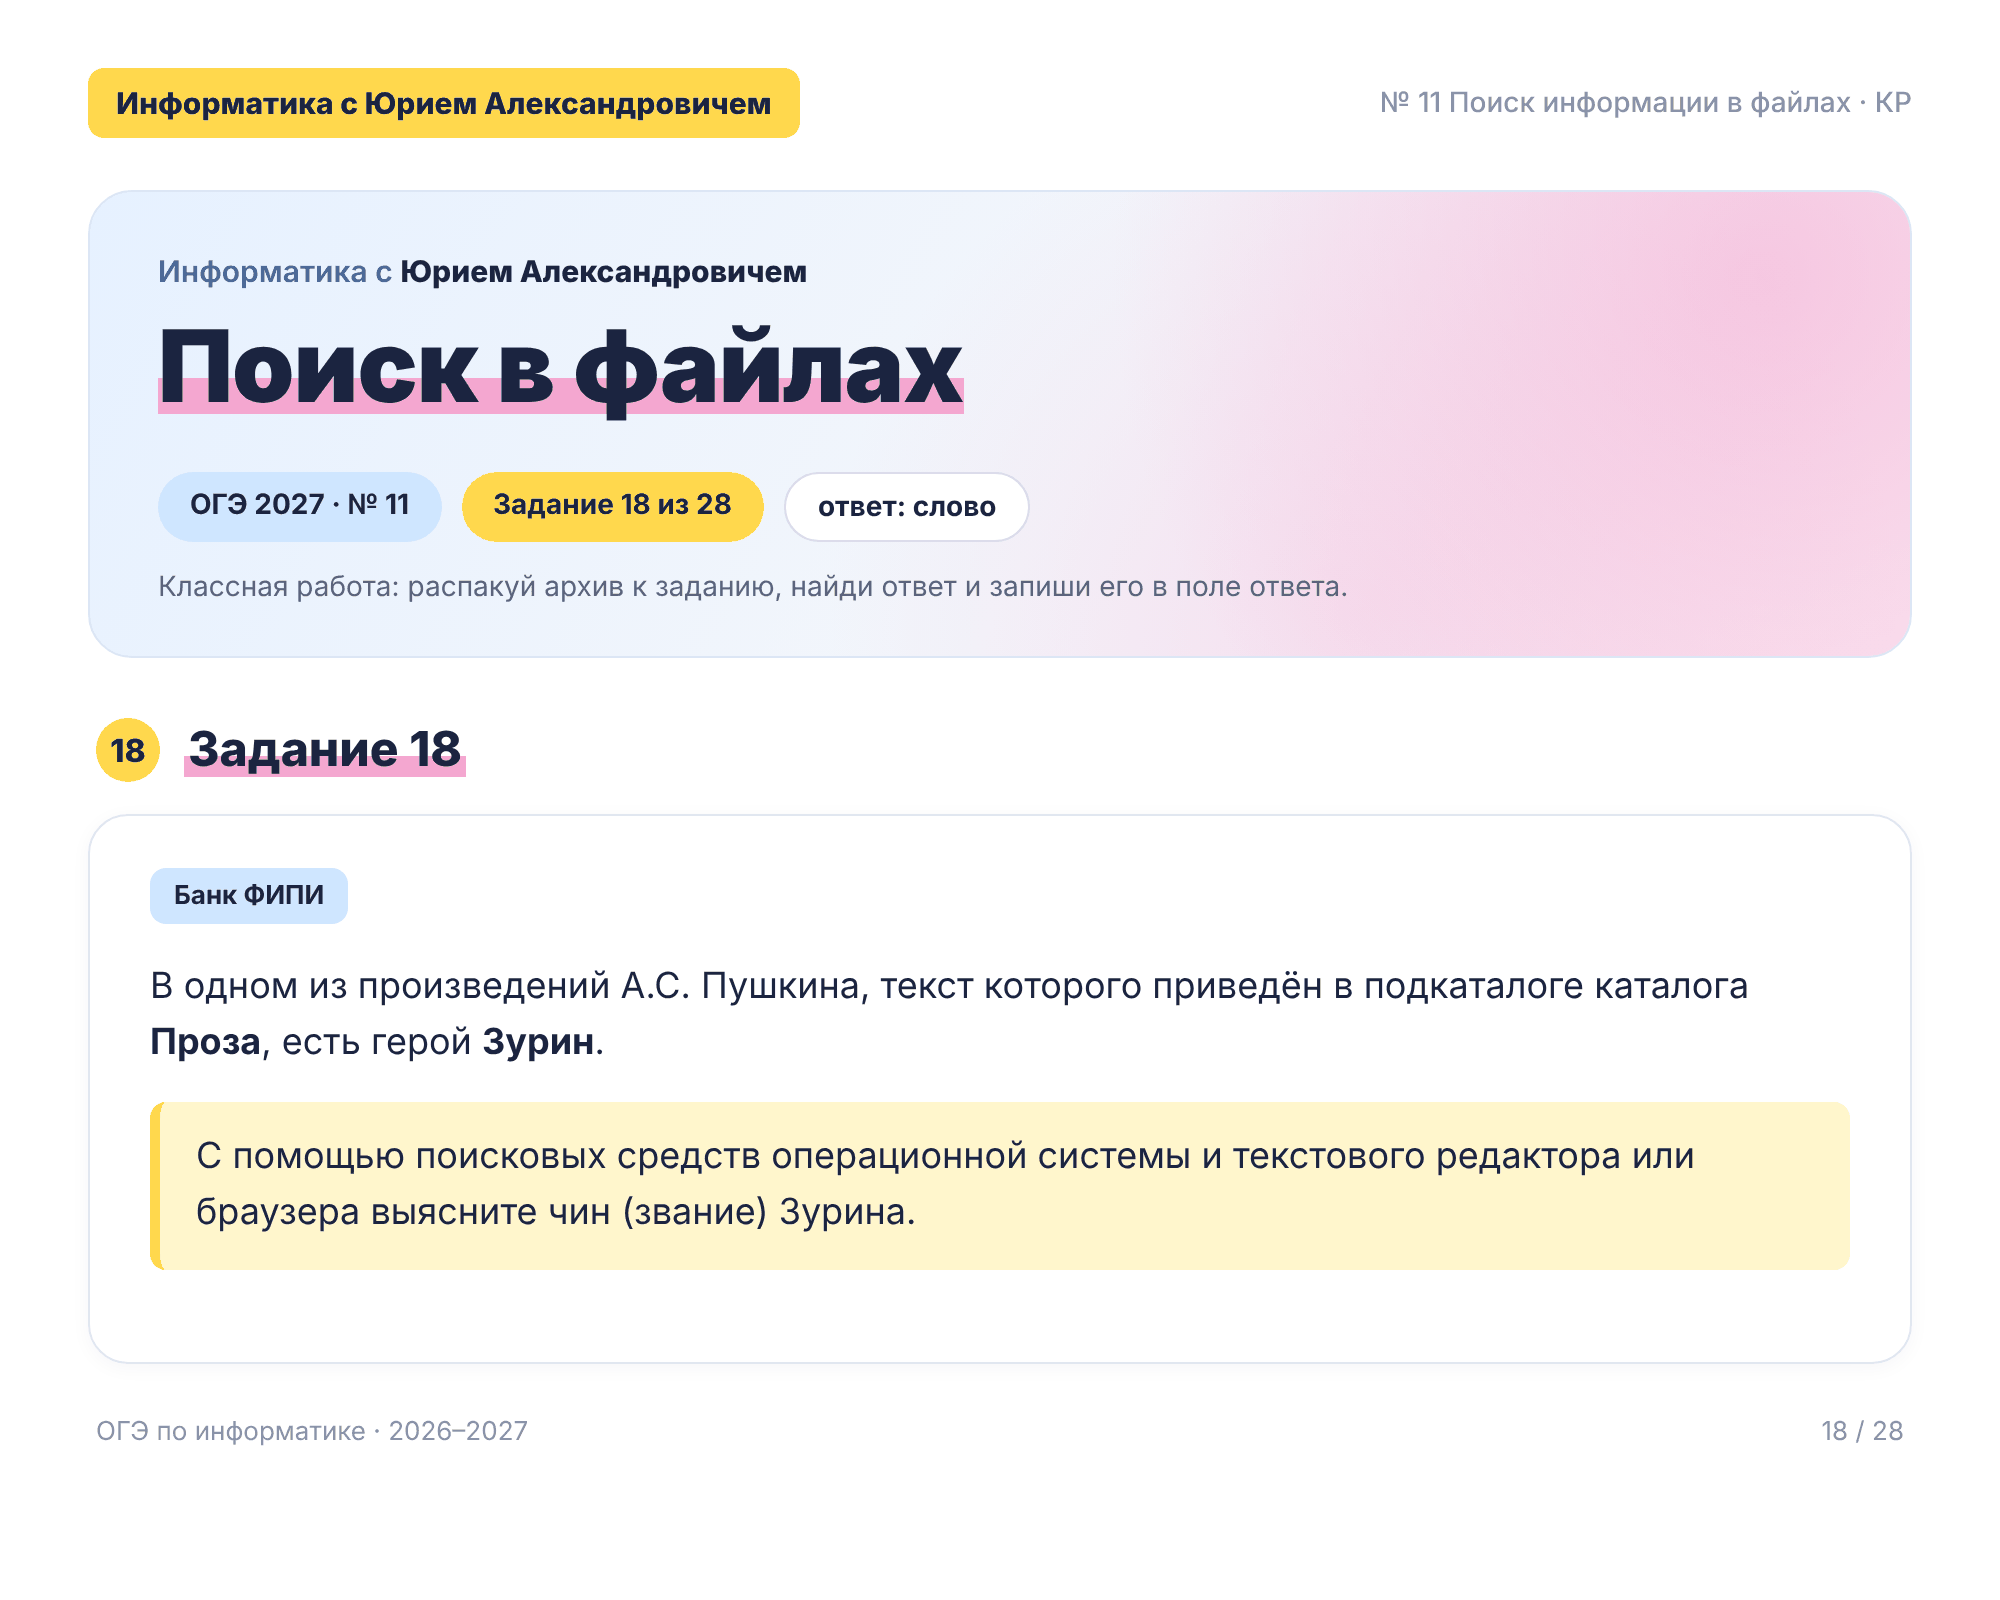 Информатика с Юрием Александровичем
№ 11 Поиск информации в файлах · КР
Информатика с Юрием Александровичем
Поиск в файлах
ОГЭ 2027 · № 11
Задание 18 из 28
ответ: слово
Классная работа: распакуй архив к заданию, найди ответ и запиши его в поле ответа.
18 Задание 18
Банк ФИПИ
В одном из произведений А.С. Пушкина, текст которого приведён в подкаталоге каталога
Проза, есть герой Зурин.
С помощью поисковых средств операционной системы и текстового редактора или
браузера выясните чин (звание) Зурина.
ОГЭ по информатике · 2026–2027
18 / 28